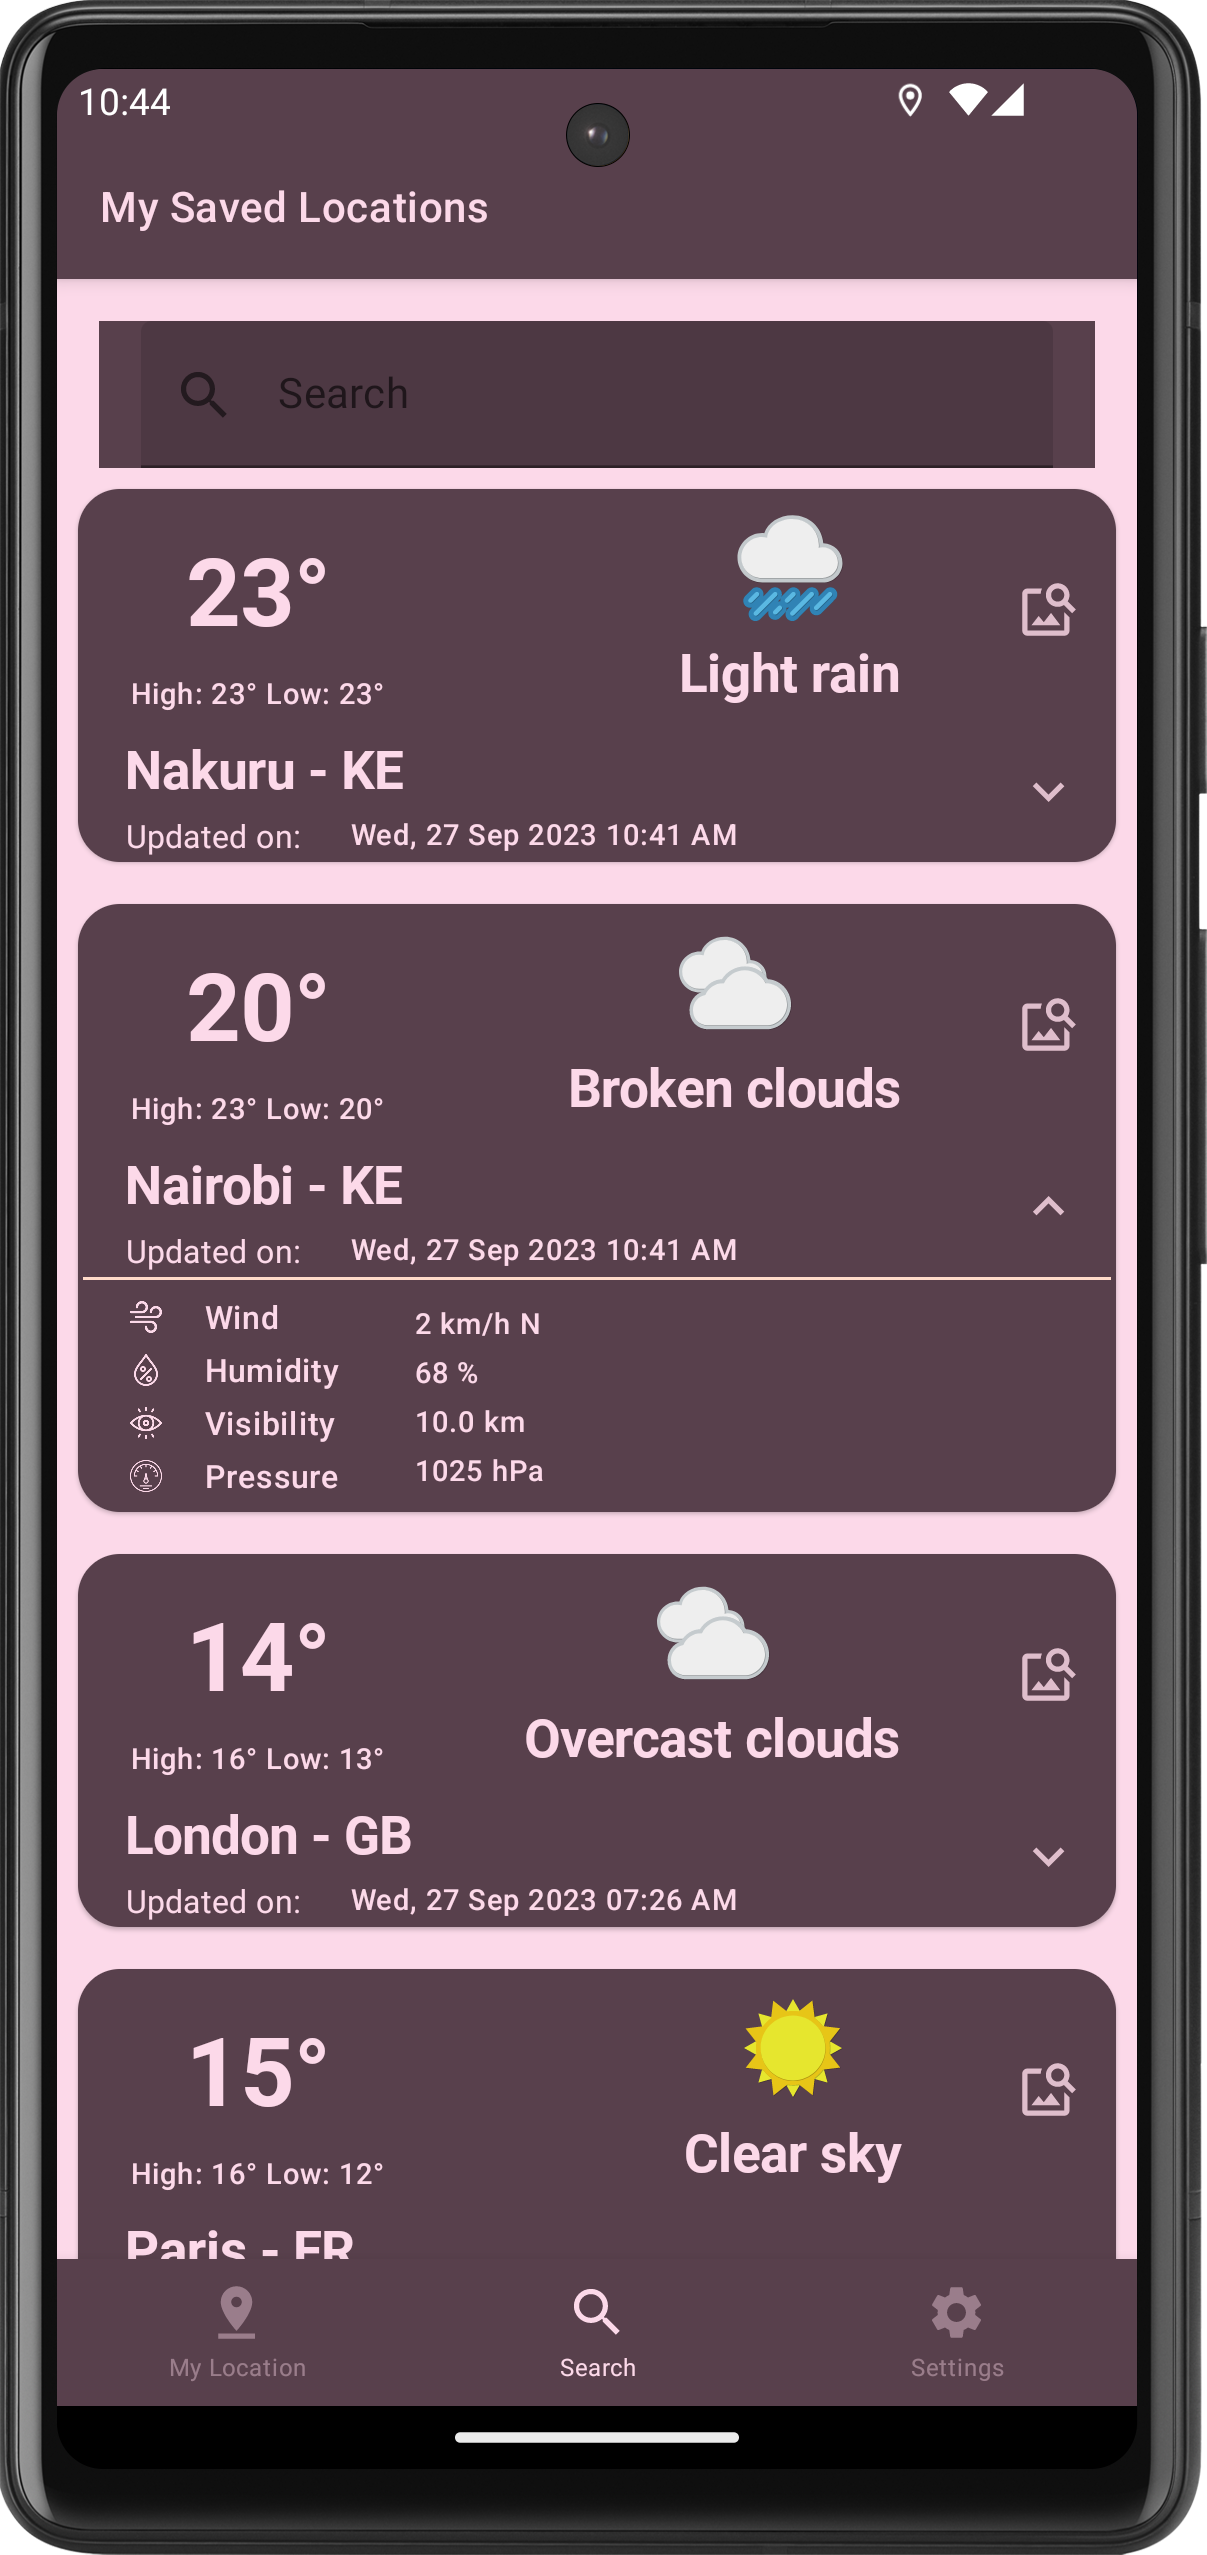 10:44
My Saved Locations
Search
23°
Light rain
High: 23° Low: 23°
Nakuru - KE
Updated on: Wed, 27 Sep 2023 10:41 AM
20°
Broken clouds
High: 23° Low: 20°
Nairobi - KE
Updated on: Wed, 27 Sep 2023 10:41 AM
Wind 2 km/h N
Humidity 68 %
Visibility 10.0 km
Pressure 1025 hPa
14°
Overcast clouds
High: 16° Low: 13°
London - GB
Updated on: Wed, 27 Sep 2023 07:26 AM
15°
Clear sky
High: 16° Low: 12°
Paris - FR
My Location Search Settings